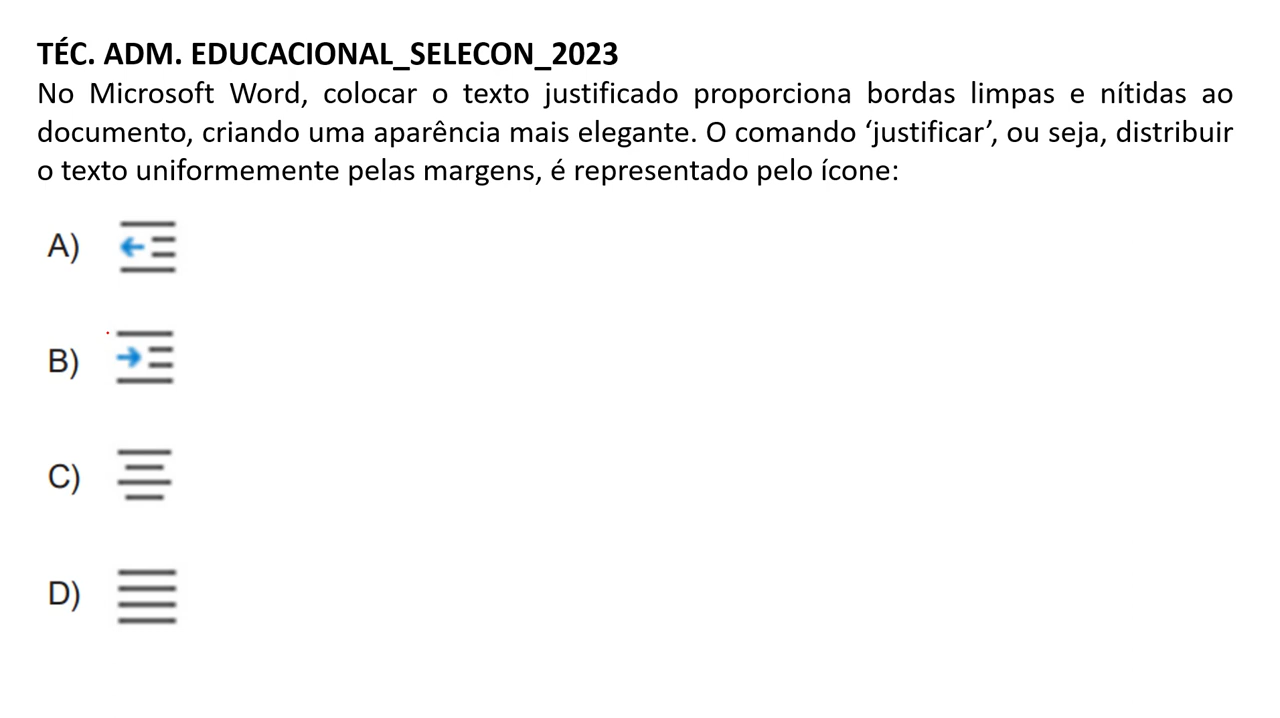 TÉC. ADM. EDUCACIONAL_SELECON_2023
No Microsoft Word, colocar o texto justificado proporciona bordas limpas e nítidas ao
documento, criando uma aparência mais elegante. O comando ‘justificar’, ou seja, distribuir
o texto uniformemente pelas margens, é representado pelo ícone:
A)
B)
C)
D)